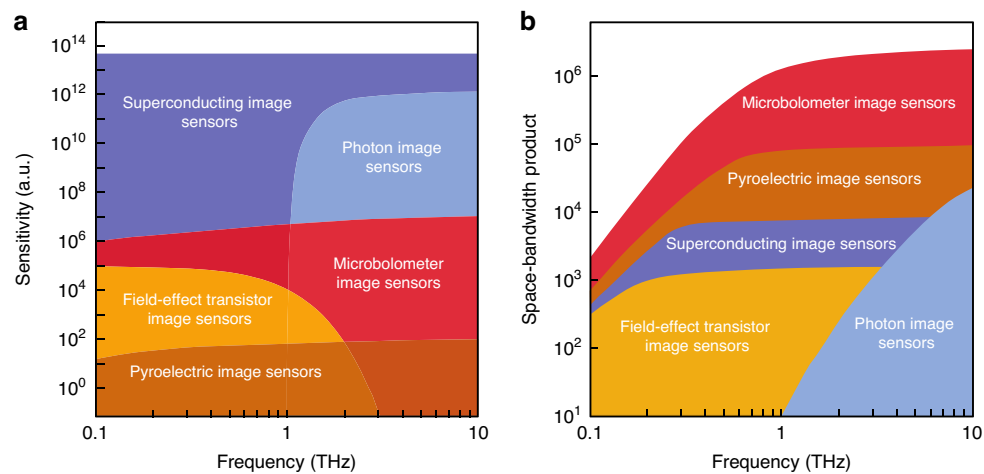 a
Sensitivity (a.u.)
10^14
10^12
10^10
10^8
10^6
10^4
10^2
10^0
Superconducting image
sensors
Photon image
sensors
Microbolometer
image sensors
Field-effect transistor
image sensors
Pyroelectric image sensors
0.1
1
10
Frequency (THz)
b
Space-bandwidth product
10^6
10^5
10^4
10^3
10^2
10^1
Microbolometer image sensors
Pyroelectric image sensors
Superconducting image sensors
Field-effect transistor
image sensors
Photon image
sensors
0.1
1
10
Frequency (THz)